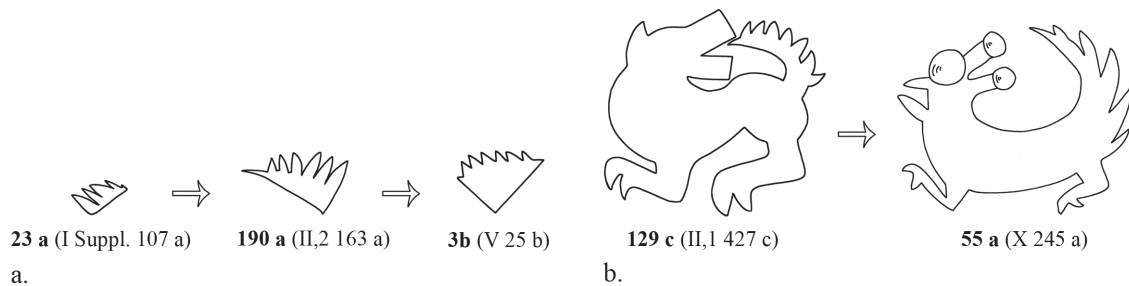 23 a (I Suppl. 107 a) 190 a (II,2 163 a) 3b (V 25 b) 129 c (II,1 427 c) 55 a (X 245 a)
a. b.